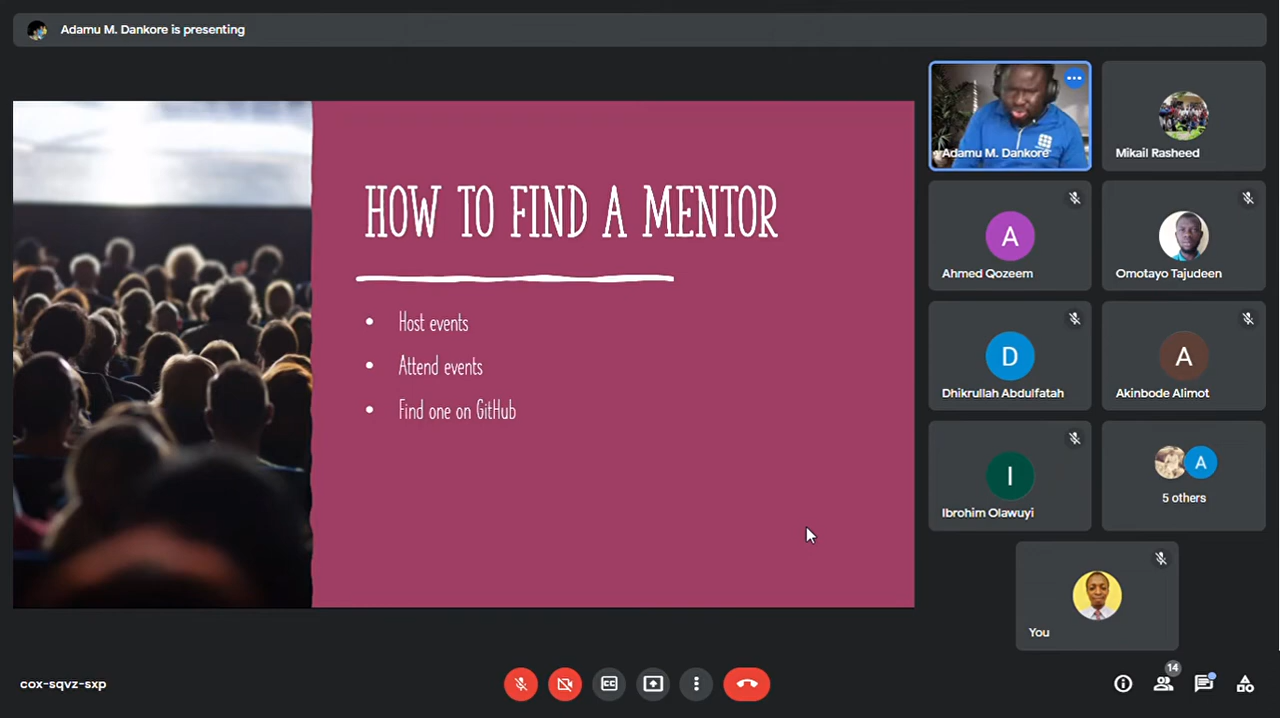 Adamu M. Dankore is presenting
HOW TO FIND A MENTOR
• Host events
• Attend events
• Find one on GitHub
Adamu M. Dankore
Mikail Rasheed
A
Ahmed Qozeem
Omotayo Tajudeen
D
Dhikrullah Abdulfatah
A
Akinbode Alimot
I
Ibrohim Olawuyi
A
5 others
You
cox-sqvz-sxp
CC
14